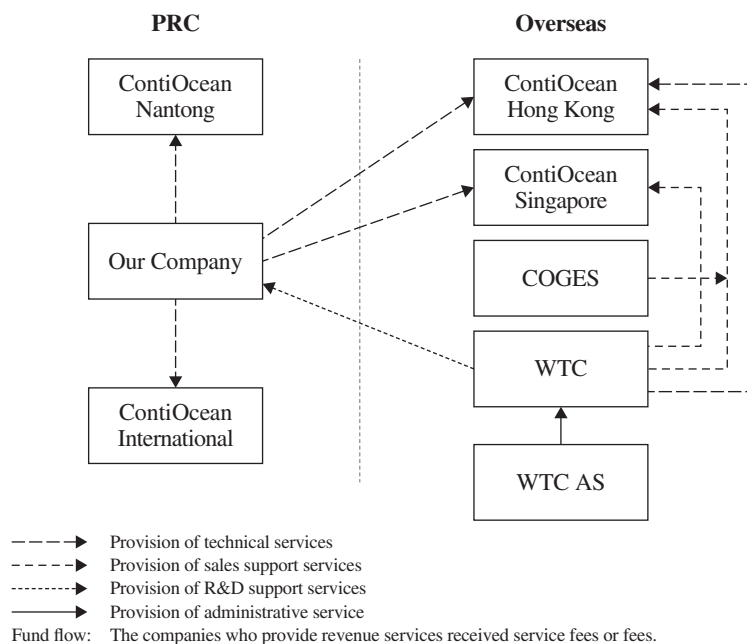 PRC
Overseas
ContiOcean
Nantong
ContiOcean
Hong Kong
ContiOcean
Singapore
Our Company
COGES
WTC
ContiOcean
International
WTC AS
Provision of technical services
Provision of sales support services
Provision of R&D support services
Provision of administrative service
Fund flow: The companies who provide revenue services received service fees or fees.